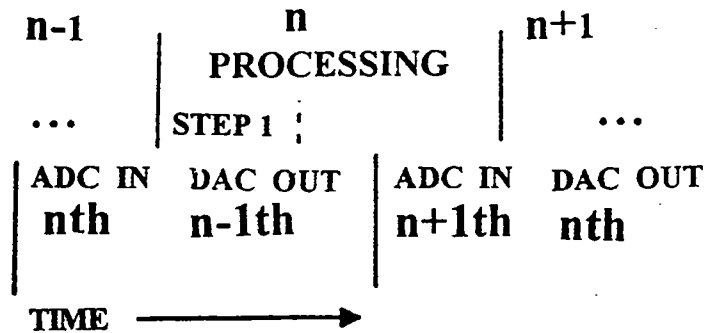 n-1 n n+1
PROCESSING
... STEP 1 ...
ADC IN DAC OUT ADC IN DAC OUT
nth n-1th n+1th nth
TIME